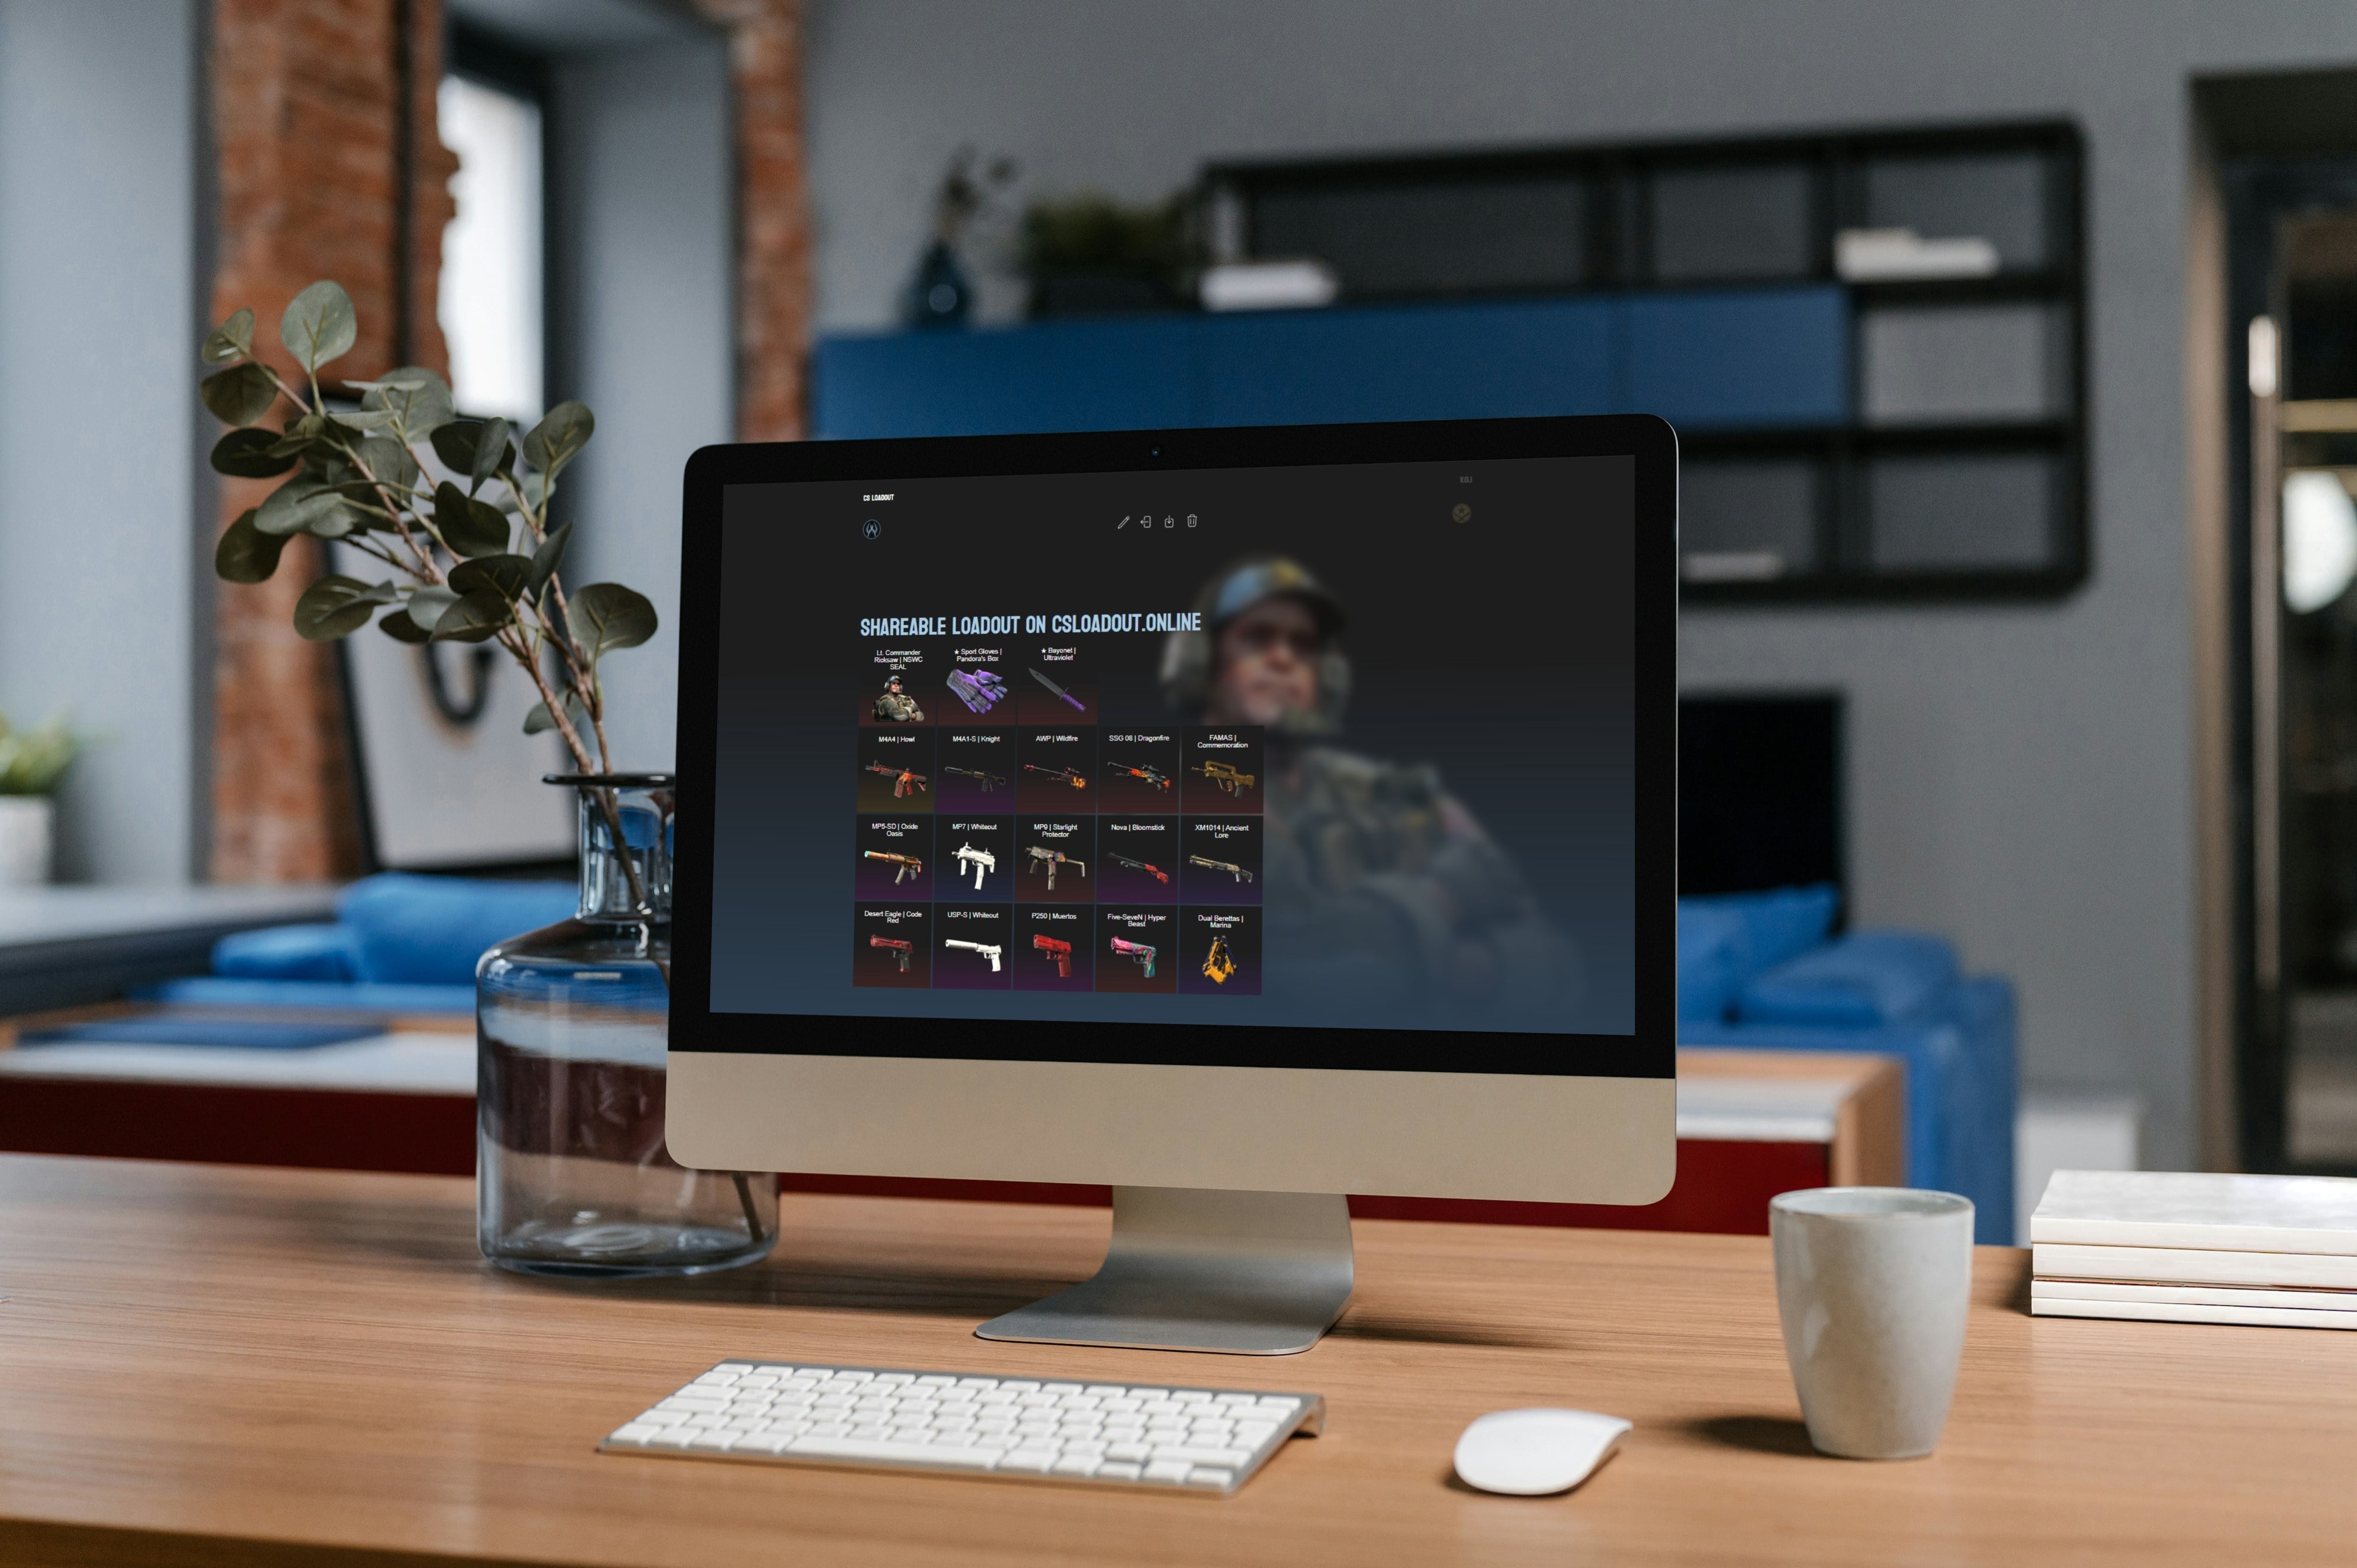 CS LOADOUT
SHAREABLE LOADOUT ON CSLOADOUT.ONLINE
Lt. Commander
Ricksaw | NSWC
SEAL
★ Sport Gloves |
Pandora's Box
★ Bayonet |
Ultraviolet
M4A4 | Howl
M4A1-S | Knight
AWP | Wildfire
SSG 08 | Dragonfire
FAMAS |
Commemoration
MP5-SD | Oxide
Oasis
MP7 | Whiteout
MP9 | Starlight
Protector
Nova | Bloomstick
XM1014 | Ancient
Lore
Desert Eagle | Code
Red
USP-S | Whiteout
P250 | Muertos
Five-SeveN | Hyper
Beast
Dual Berettas |
Marina